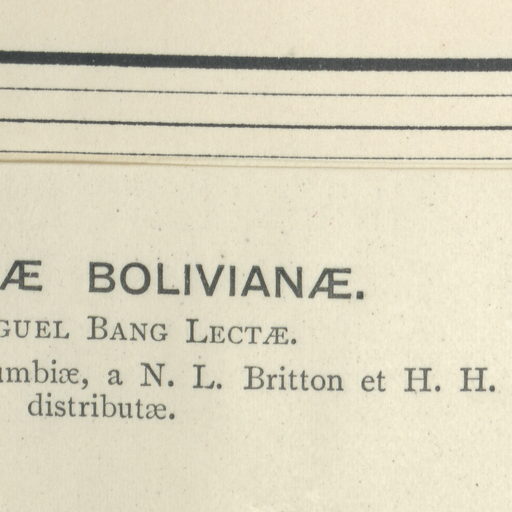 Æ BOLIVIANÆ.
GUEL BANG LECTÆ.
umbiæ, a N. L. Britton et H. H.
distributæ.